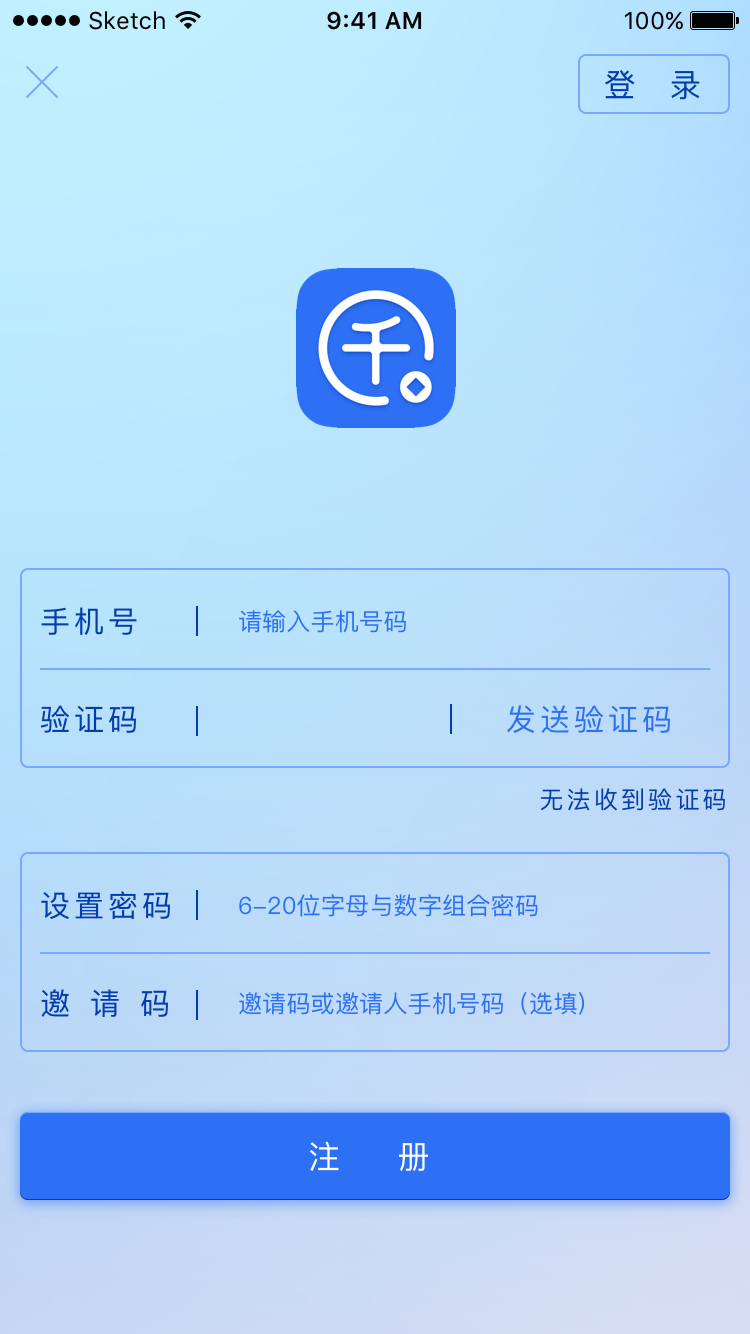 Sketch 9:41 AM 100%
登 录
千
手机号 请输入手机号码
验证码 发送验证码
无法收到验证码
设置密码 6-20位字母与数字组合密码
邀请码 邀请码或邀请人手机号码（选填）
注 册